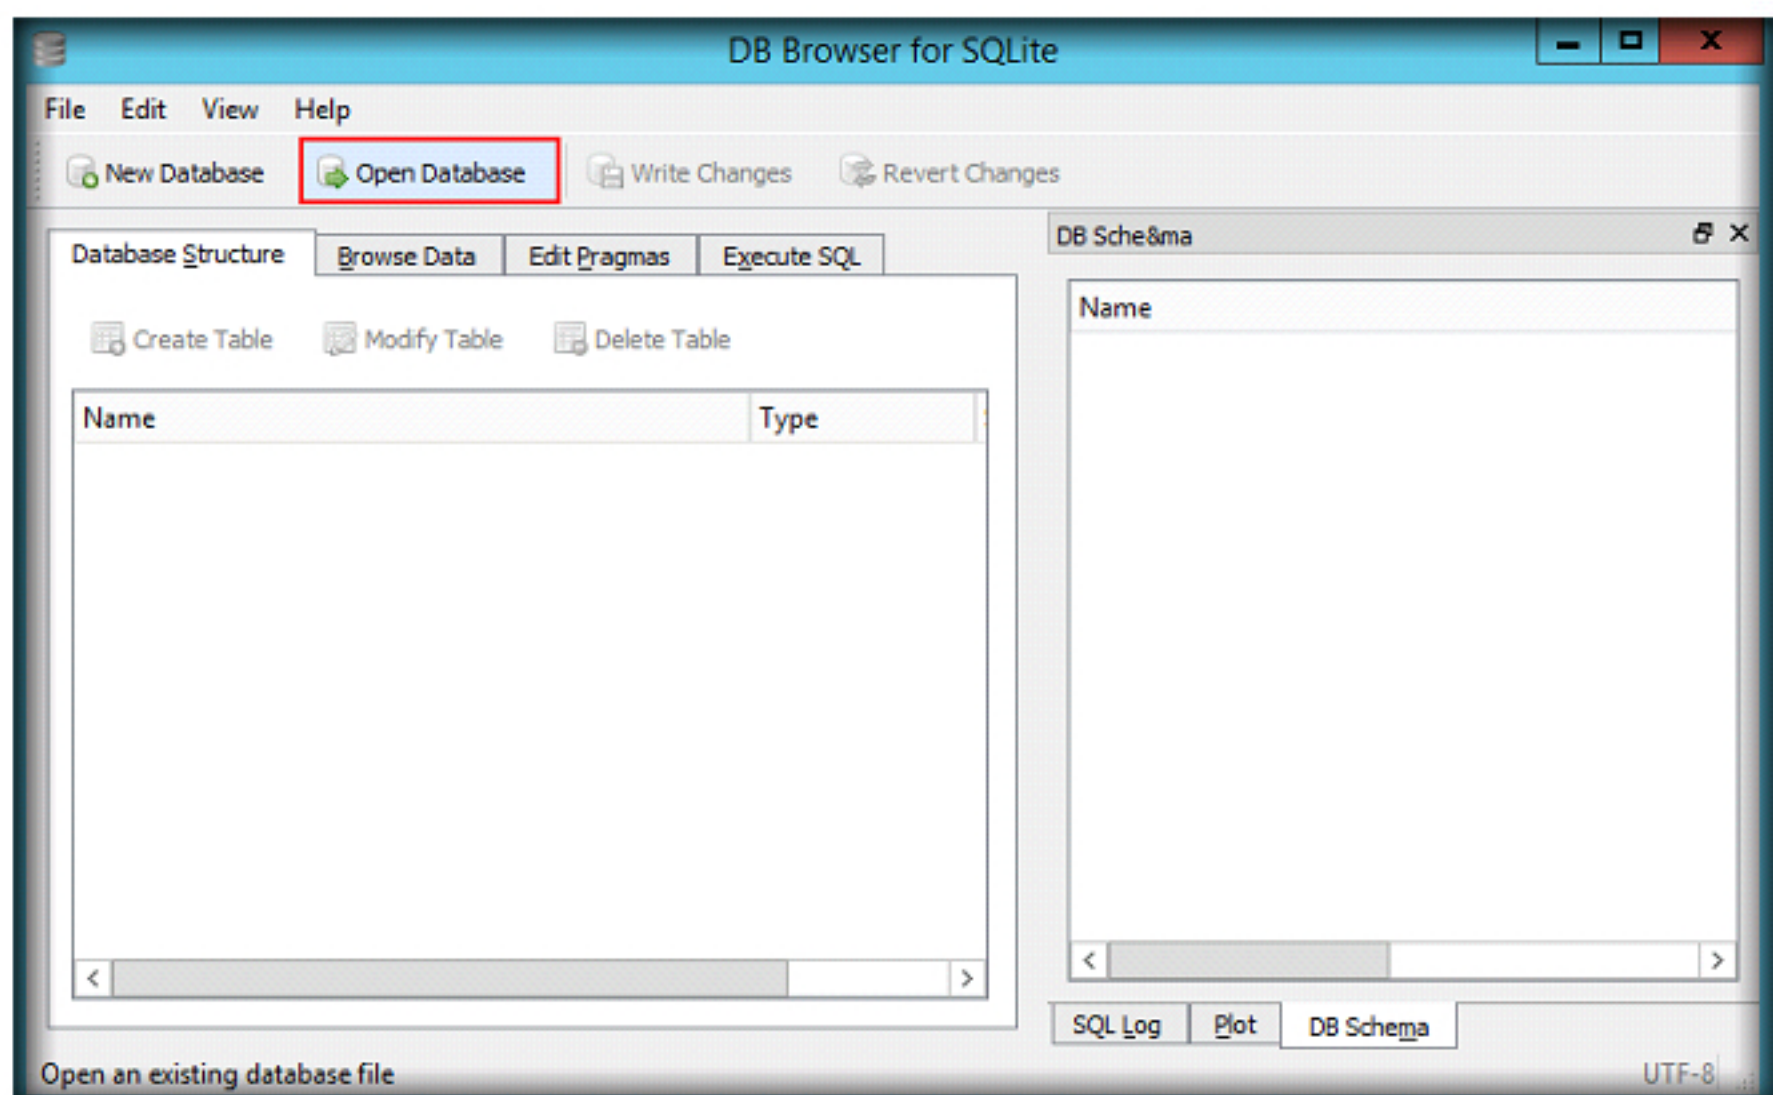 DB Browser for SQLite
File Edit View Help
New Database Open Database Write Changes Revert Changes
Database Structure Browse Data Edit Pragmas Execute SQL
DB Sche&ma
Create Table Modify Table Delete Table
Name
Name Type
SQL Log Plot DB Schema
Open an existing database file
UTF-8